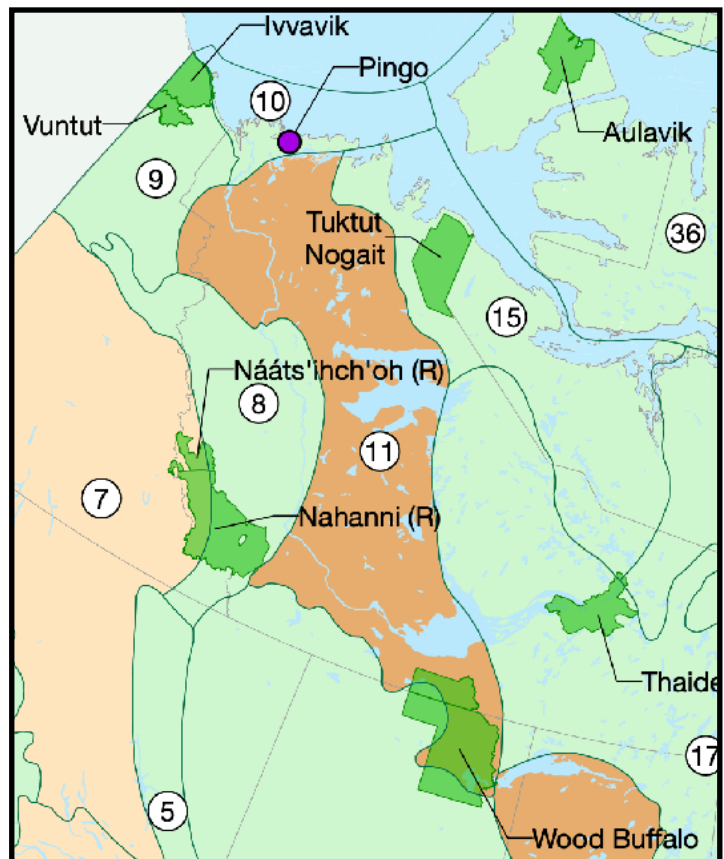 Ivvavik
Pingo
10
Vuntut
Aulavik
9
Tuktut
Nogait
36
15
Nááts'ihch'oh (R)
8
11
7
Nahanni (R)
Thaide
17
5
Wood Buffalo